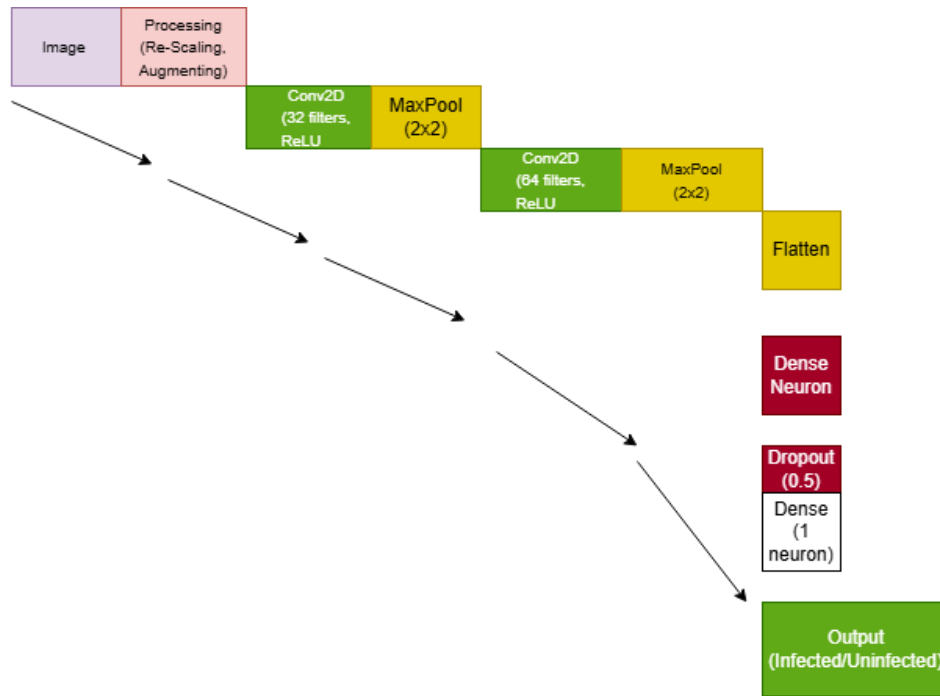 Image
Processing
(Re-Scaling,
Augmenting)
Conv2D
(32 filters,
ReLU
MaxPool
(2x2)
Conv2D
(64 filters,
ReLU
MaxPool
(2x2)
Flatten
Dense
Neuron
Dropout
(0.5)
Dense
(1
neuron)
Output
(Infected/Uninfected)